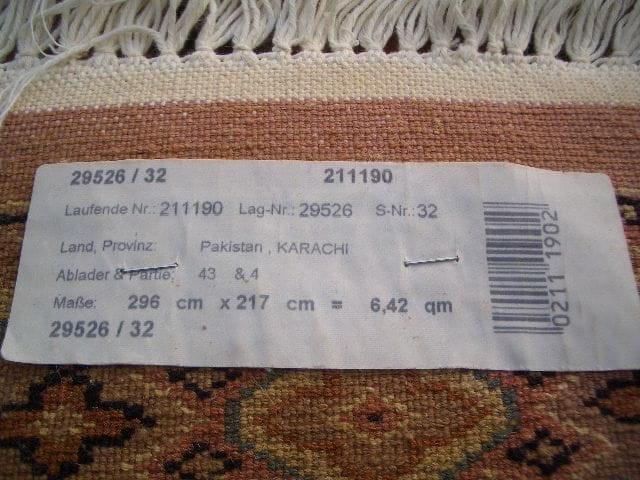 29526 / 32 211190
Laufende Nr.: 211190 Lag-Nr.: 29526 S-Nr.: 32
Land, Provinz: Pakistan , KARACHI
Ablader & Partie: 43 & 4
Maße: 296 cm x 217 cm = 6,42 qm
29526 / 32
0211 1902